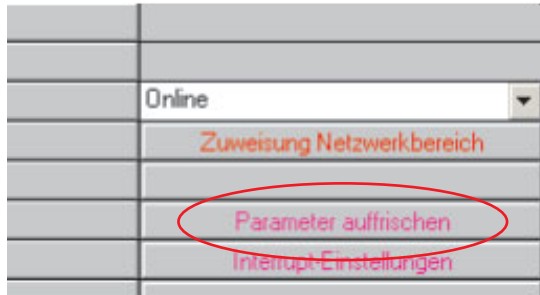 Online
Zuweisung Netzwerkbereich
Parameter auffrischen
Interrupt-Einstellungen